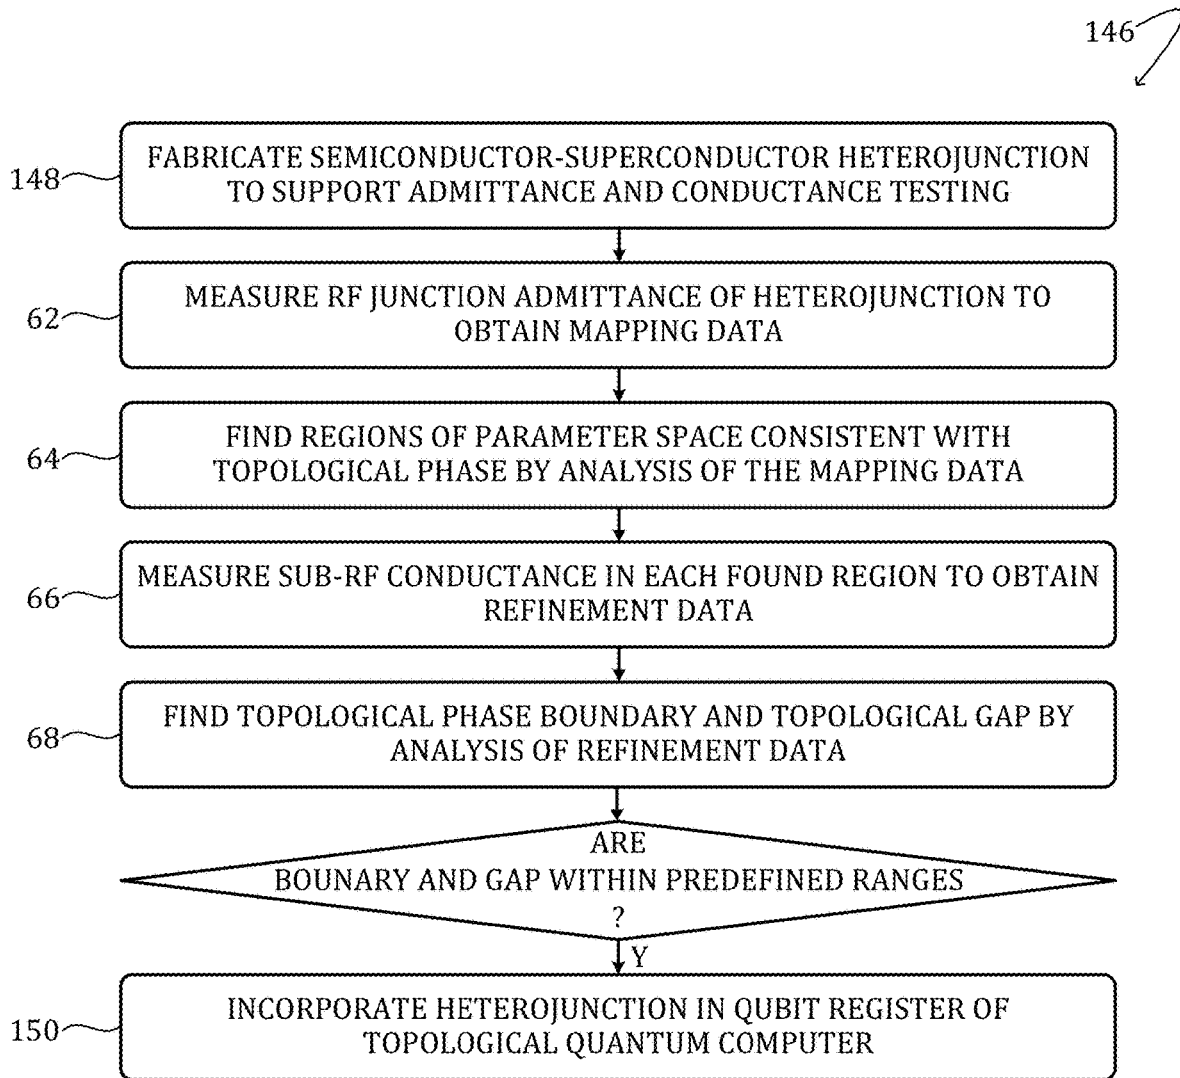 146
148
FABRICATE SEMICONDUCTOR-SUPERCONDUCTOR HETEROJUNCTION
TO SUPPORT ADMITTANCE AND CONDUCTANCE TESTING
62
MEASURE RF JUNCTION ADMITTANCE OF HETEROJUNCTION TO
OBTAIN MAPPING DATA
64
FIND REGIONS OF PARAMETER SPACE CONSISTENT WITH
TOPOLOGICAL PHASE BY ANALYSIS OF THE MAPPING DATA
66
MEASURE SUB-RF CONDUCTANCE IN EACH FOUND REGION TO OBTAIN
REFINEMENT DATA
68
FIND TOPOLOGICAL PHASE BOUNDARY AND TOPOLOGICAL GAP BY
ANALYSIS OF REFINEMENT DATA
ARE
BOUNARY AND GAP WITHIN PREDEFINED RANGES
?
Y
150
INCORPORATE HETEROJUNCTION IN QUBIT REGISTER OF
TOPOLOGICAL QUANTUM COMPUTER